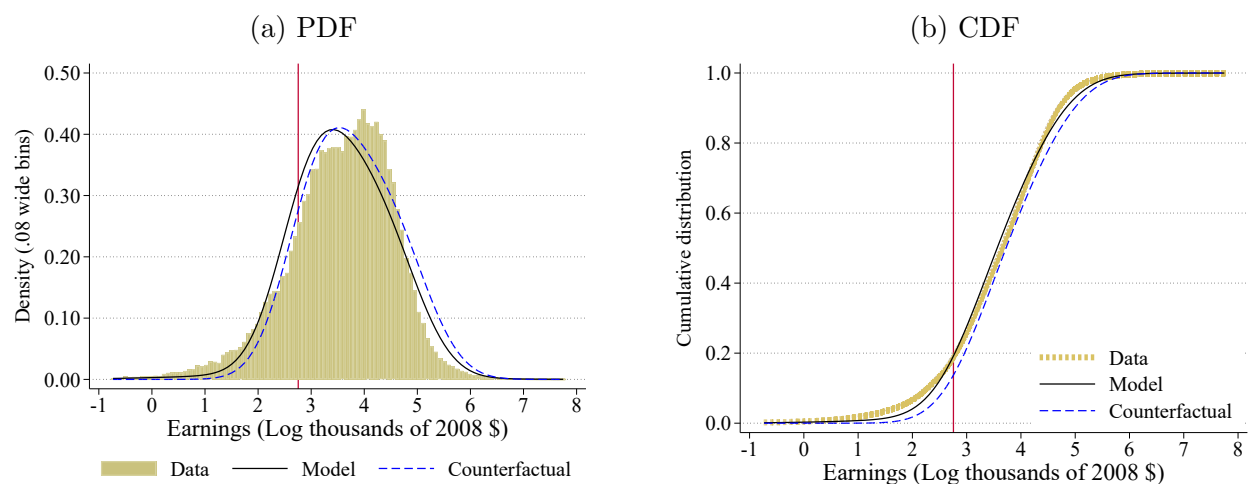 (a) PDF
0.50
0.40
0.30
0.20
0.10
0.00
Density (.08 wide bins)
-1 0 1 2 3 4 5 6 7 8
Earnings (Log thousands of 2008 $)
Data Model Counterfactual
(b) CDF
1.0
0.8
0.6
0.4
0.2
0.0
Cumulative distribution
Data
Model
Counterfactual
-1 0 1 2 3 4 5 6 7 8
Earnings (Log thousands of 2008 $)